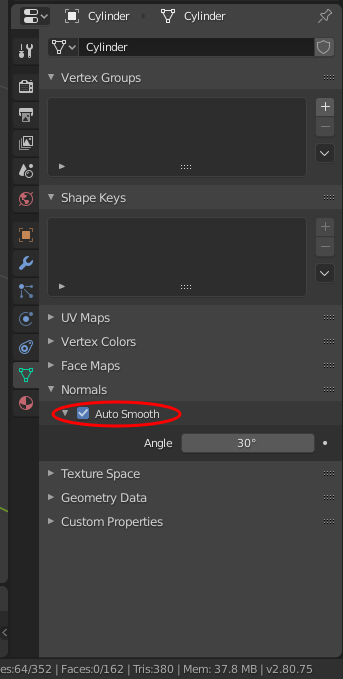 Cylinder Cylinder
Cylinder
Vertex Groups
Shape Keys
UV Maps
Vertex Colors
Face Maps
Normals
Auto Smooth
Angle 30°
Texture Space
Geometry Data
Custom Properties
es:64/352 | Faces:0/162 | Tris:380 | Mem: 37.8 MB | v2.80.75